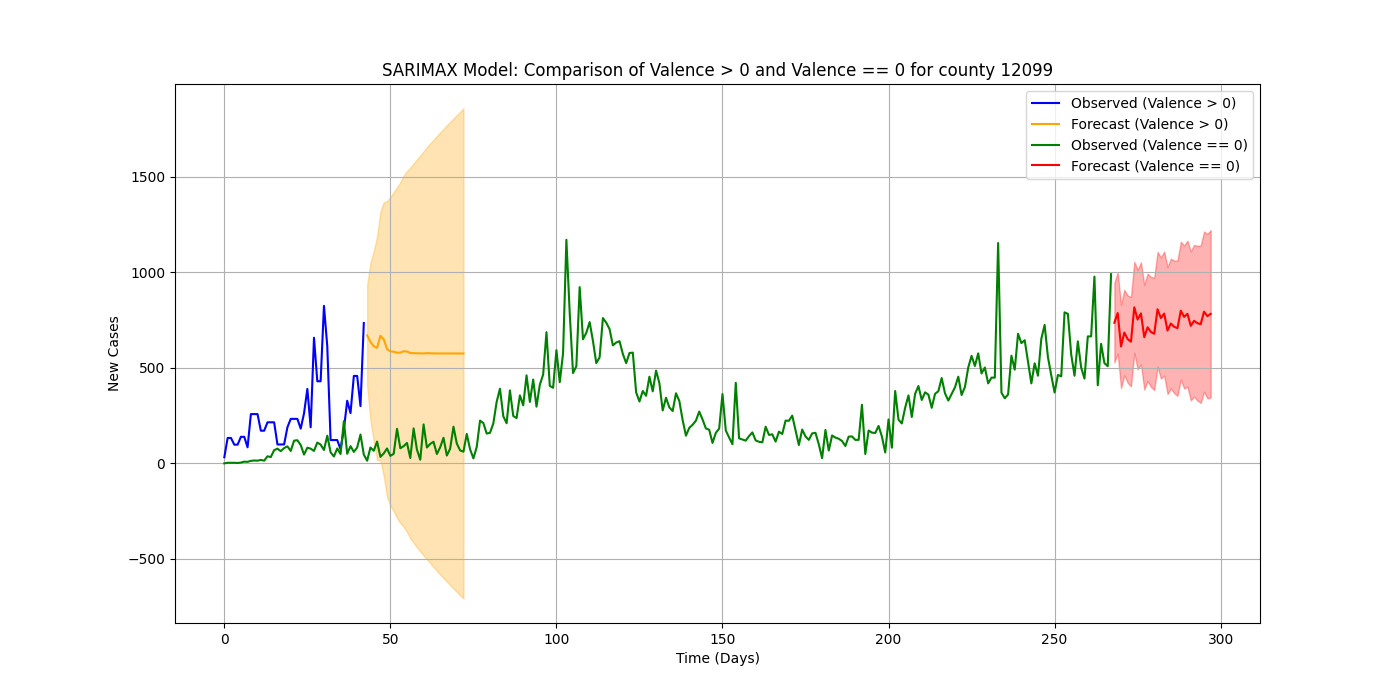 SARIMAX Model: Comparison of Valence > 0 and Valence == 0 for county 12099
Observed (Valence > 0)
Forecast (Valence > 0)
Observed (Valence == 0)
Forecast (Valence == 0)
New Cases
1500
1000
500
0
−500
0 50 100 150 200 250 300
Time (Days)